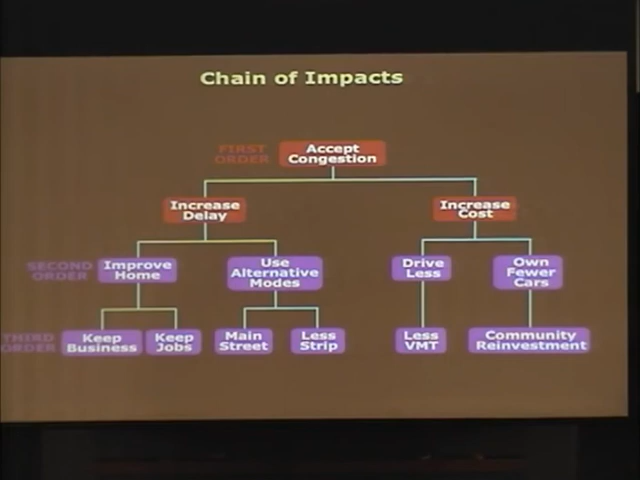 Chain of Impacts
FIRST
ORDER
Accept
Congestion
Increase
Delay
Increase
Cost
SECOND
ORDER
Improve
Home
Use
Alternative
Modes
Drive
Less
Own
Fewer
Cars
THIRD
ORDER
Keep
Business
Keep
Jobs
Main
Street
Less
Strip
Less
VMT
Community
Reinvestment